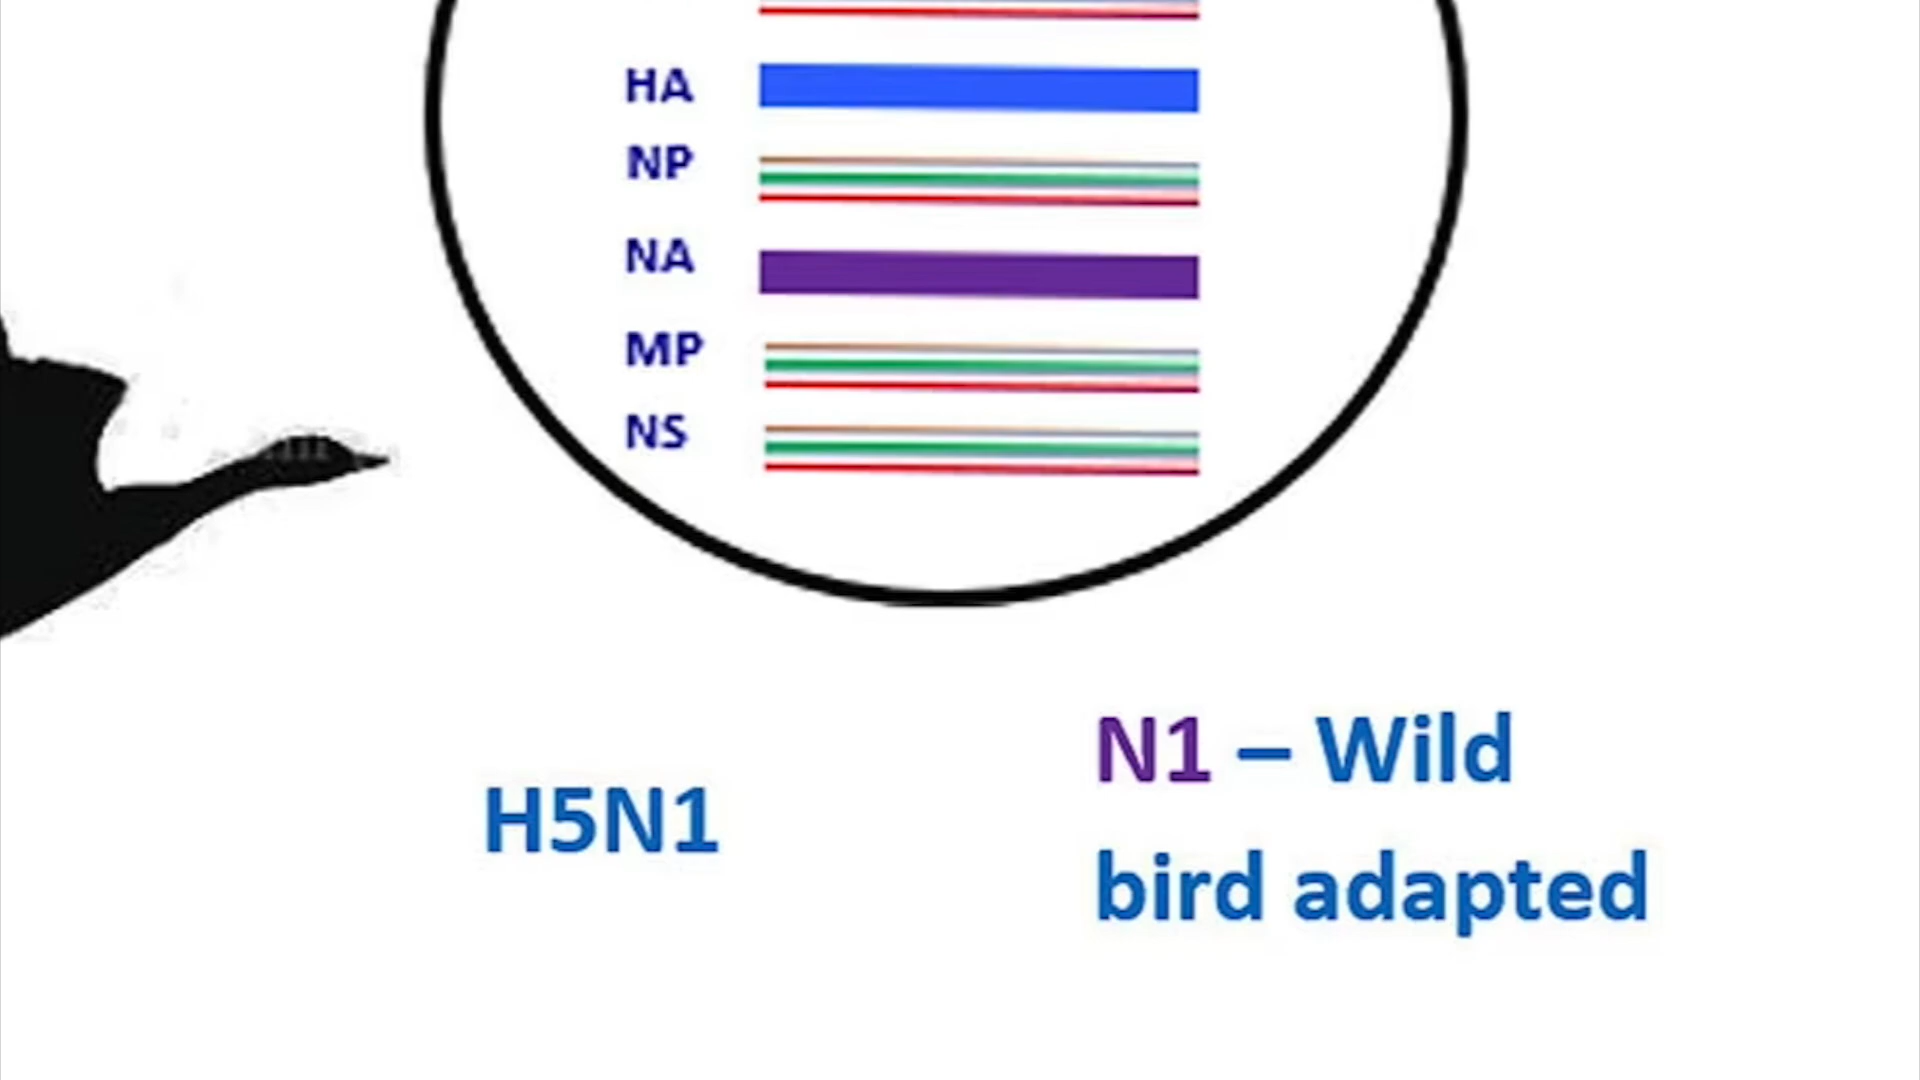 HA
NP
NA
MP
NS
H5N1
N1 – Wild
bird adapted